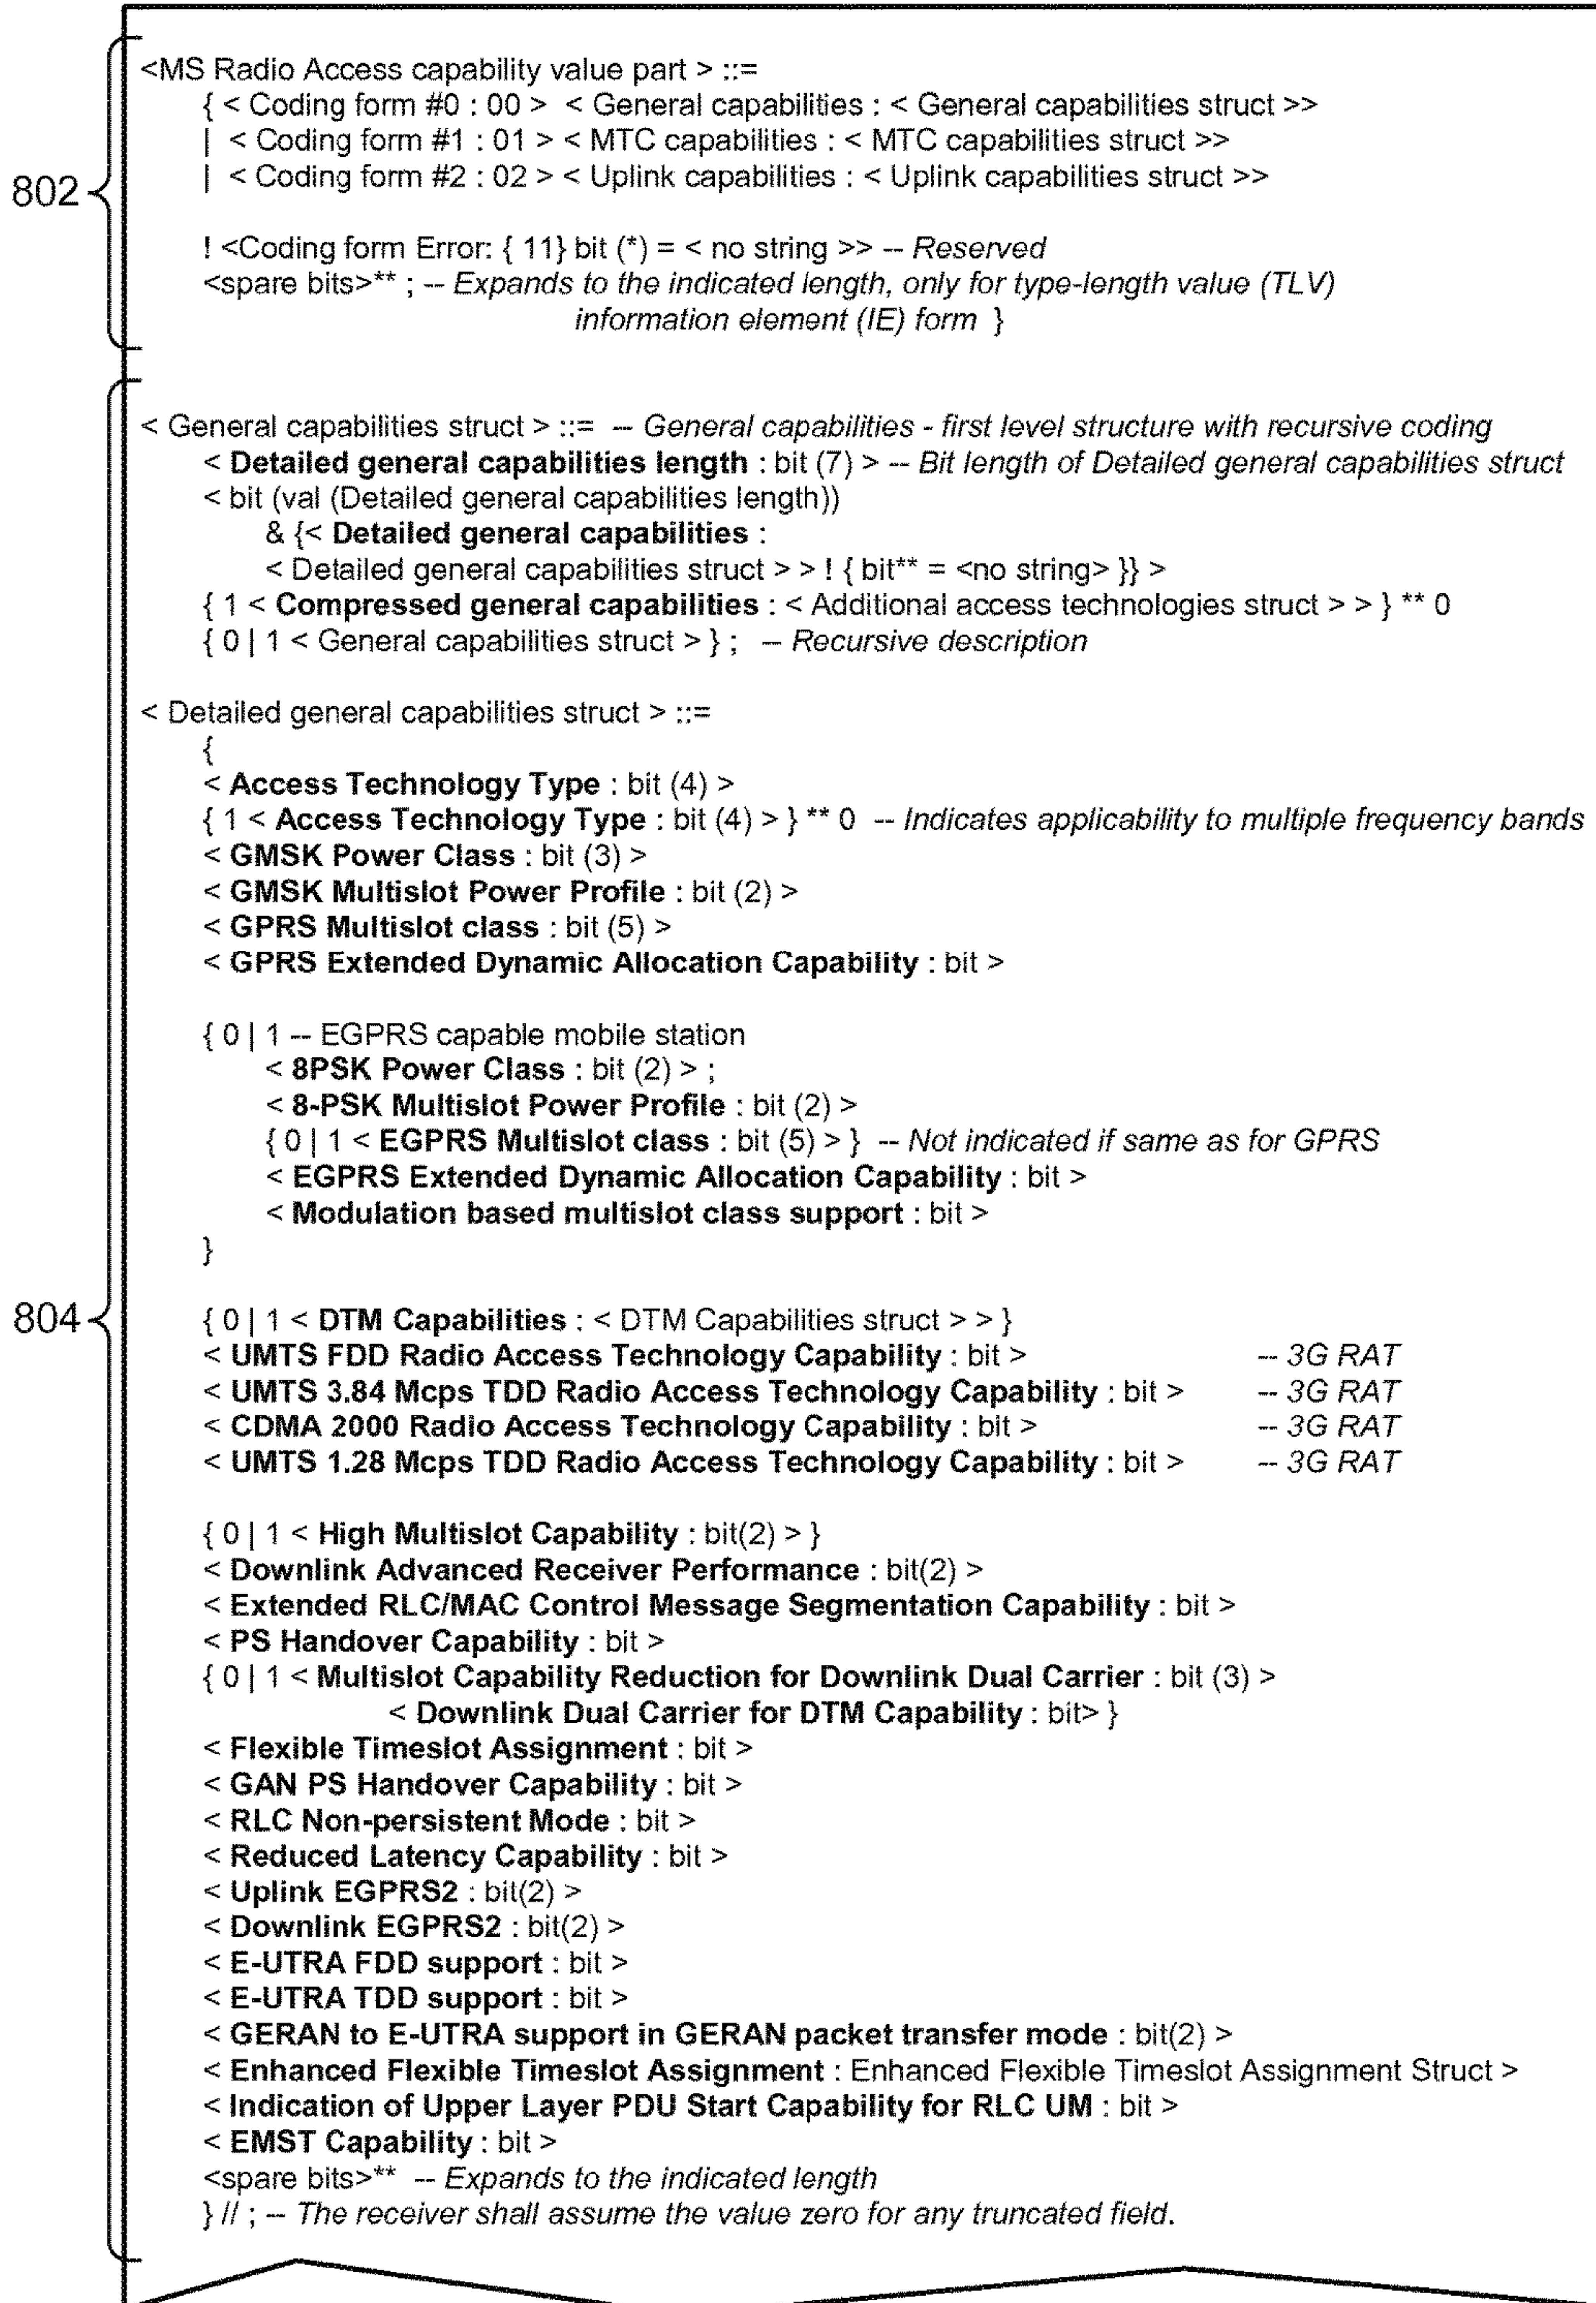 <MS Radio Access capability value part > ::=
{ < Coding form #0 : 00 > < General capabilities : < General capabilities struct >>
| < Coding form #1 : 01 > < MTC capabilities : < MTC capabilities struct >>
802
| < Coding form #2 : 02 > < Uplink capabilities : < Uplink capabilities struct >>
! <Coding form Error: { 11} bit (*) = < no string >> -- Reserved
<spare bits>** ; -- Expands to the indicated length, only for type-length value (TLV)
information element (IE) form }
< General capabilities struct > ::= -- General capabilities - first level structure with recursive coding
< Detailed general capabilities length : bit (7) > -- Bit length of Detailed general capabilities struct
< bit (val (Detailed general capabilities length))
& {< Detailed general capabilities :
< Detailed general capabilities struct > > ! { bit** = <no string> }} >
{ 1 < Compressed general capabilities : < Additional access technologies struct > > } ** 0
{ 0 | 1 < General capabilities struct > } ; -- Recursive description
< Detailed general capabilities struct > ::=
{
< Access Technology Type : bit (4) >
{ 1 < Access Technology Type : bit (4) > } ** 0 -- Indicates applicability to multiple frequency bands
< GMSK Power Class : bit (3) >
< GMSK Multislot Power Profile : bit (2) >
< GPRS Multislot class : bit (5) >
< GPRS Extended Dynamic Allocation Capability : bit >
{ 0 | 1 -- EGPRS capable mobile station
< 8PSK Power Class : bit (2) > ;
< 8-PSK Multislot Power Profile : bit (2) >
{ 0 | 1 < EGPRS Multislot class : bit (5) > } -- Not indicated if same as for GPRS
< EGPRS Extended Dynamic Allocation Capability : bit >
< Modulation based multislot class support : bit >
}
804
{ 0 | 1 < DTM Capabilities : < DTM Capabilities struct > > }
< UMTS FDD Radio Access Technology Capability : bit > -- 3G RAT
< UMTS 3.84 Mcps TDD Radio Access Technology Capability : bit > -- 3G RAT
< CDMA 2000 Radio Access Technology Capability : bit > -- 3G RAT
< UMTS 1.28 Mcps TDD Radio Access Technology Capability : bit > -- 3G RAT
{ 0 | 1 < High Multislot Capability : bit(2) > }
< Downlink Advanced Receiver Performance : bit(2) >
< Extended RLC/MAC Control Message Segmentation Capability : bit >
< PS Handover Capability : bit >
{ 0 | 1 < Multislot Capability Reduction for Downlink Dual Carrier : bit (3) >
< Downlink Dual Carrier for DTM Capability : bit> }
< Flexible Timeslot Assignment : bit >
< GAN PS Handover Capability : bit >
< RLC Non-persistent Mode : bit >
< Reduced Latency Capability : bit >
< Uplink EGPRS2 : bit(2) >
< Downlink EGPRS2 : bit(2) >
< E-UTRA FDD support : bit >
< E-UTRA TDD support : bit >
< GERAN to E-UTRA support in GERAN packet transfer mode : bit(2) >
< Enhanced Flexible Timeslot Assignment : Enhanced Flexible Timeslot Assignment Struct >
< Indication of Upper Layer PDU Start Capability for RLC UM : bit >
< EMST Capability : bit >
<spare bits>** -- Expands to the indicated length
} // ; -- The receiver shall assume the value zero for any truncated field.